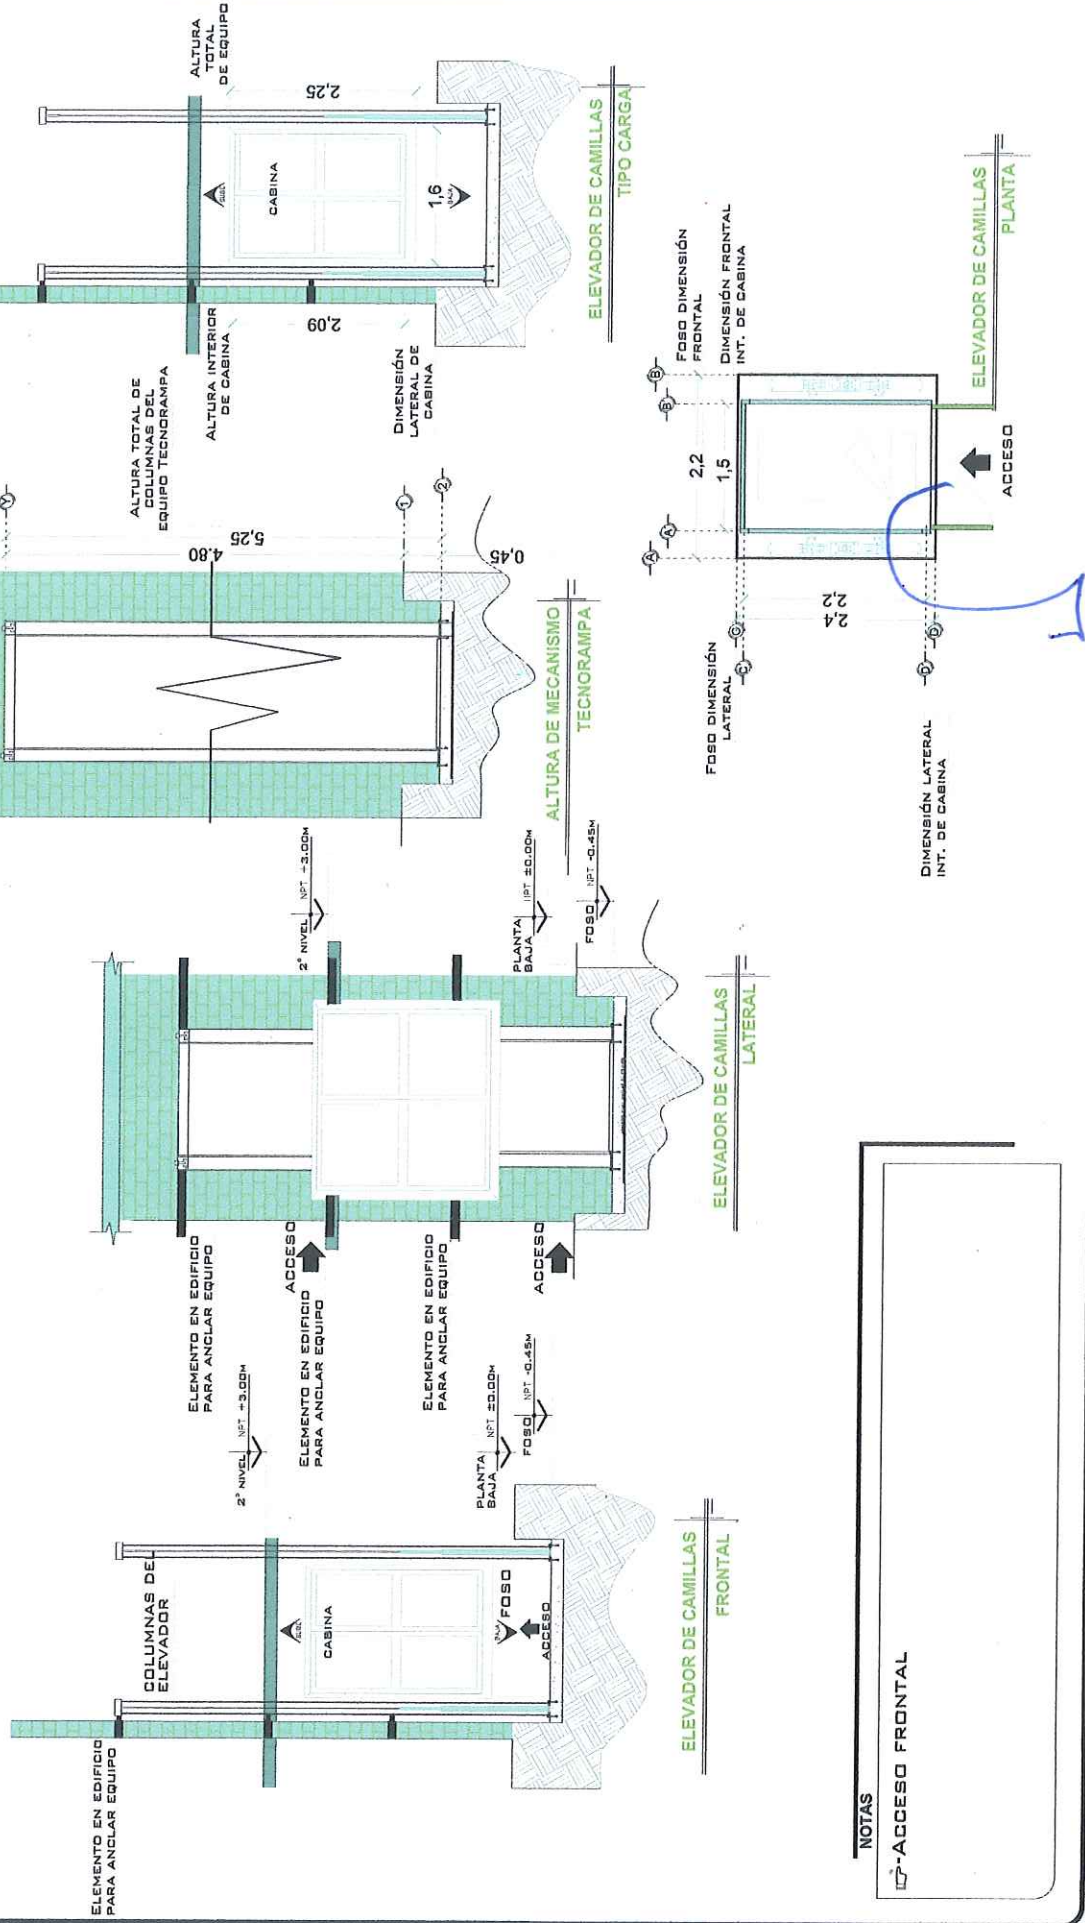 ELEMENTO EN EDIFICIO
PARA ANCLAR EQUIPO
COLUMNAS DEL
ELEVADOR
CABINA
FOSO
ACCESO
2° NIVEL NPT +3.00M
PLANTA
BAJA
NPT ±0.00M
FOSO NPT -0.45M
ELEVADOR DE CAMILLAS
FRONTAL
ELEMENTO EN EDIFICIO
PARA ANCLAR EQUIPO
ACCESO
ELEMENTO EN EDIFICIO
PARA ANCLAR EQUIPO
ELEMENTO EN EDIFICIO
PARA ANCLAR EQUIPO
ACCESO
2° NIVEL NPT +3.00M
PLANTA
BAJA
NPT ±0.00M
FOSO NPT -0.45M
ELEVADOR DE CAMILLAS
LATERAL
Y
1
2
4.80
5,25
0,45
ALTURA TOTAL DE
COLUMNAS DEL
EQUIPO TECNORAMPA
ALTURA DE MECANISMO
TECNORAMPA
ALTURA
TOTAL
DE EQUIPO
ALTURA INTERIOR
DE CABINA
DIMENSIÓN
LATERAL DE
CABINA
SUBE
CABINA
BAJA
2,25
2,09
1,6
ELEVADOR DE CAMILLAS
TIPO CARGA
FOSO DIMENSIÓN
FRONTAL
DIMENSIÓN FRONTAL
INT. DE CABINA
A
A'
B'
B
2,2
1,5
FOSO DIMENSIÓN
LATERAL
C
C'
D'
D
2,4
2,2
DIMENSIÓN LATERAL
INT. DE CABINA
ACCESO
ELEVADOR DE CAMILLAS
PLANTA
NOTAS
-ACCESO FRONTAL